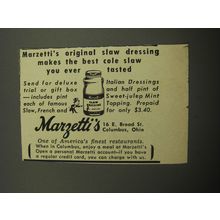 Marzetti's original slaw dressing
makes the best cole slaw
you ever tasted
Send for deluxe
trial or gift box
—includes pint
each of famous
Slaw, French and
SLAW
DRESSING
Italian Dressings
and half pint of
Sweet-julep Mint
Topping. Prepaid
for only $3.40.
Marzetti's
16 E. Broad St.
Columbus, Ohio
One of America's finest restaurants.
When in Columbus, enjoy a meal at Marzetti's
Open a personal Marzetti account—if you have
a regular credit card, you can charge with us.